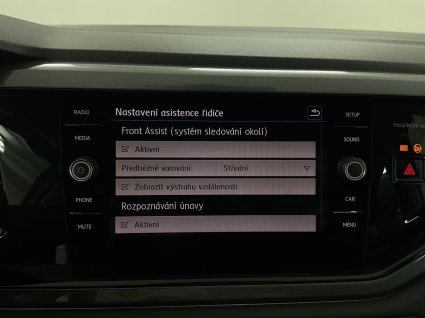 RADIO
Nastavení asistence řidiče
SETUP
MEDIA
Front Assist (systém sledování okolí)
SOUND
PASSENGER
Aktivní
Předběžné varování: Střední
Zobrazit výstrahu vzdálenosti
PHONE
Rozpoznávání únavy
CAR
MUTE
Aktivní
MENU